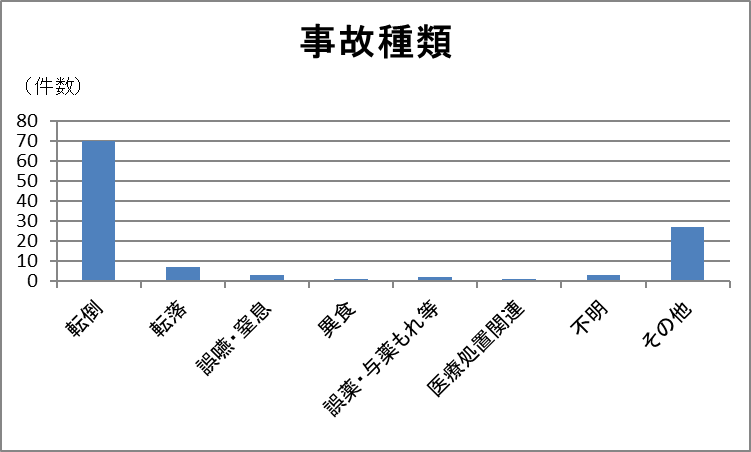 事故種類
（件数）
80
70
60
50
40
30
20
10
0
転倒
転落
誤嚥・窒息
異食
誤薬・与薬もれ等
医療処置関連
不明
その他